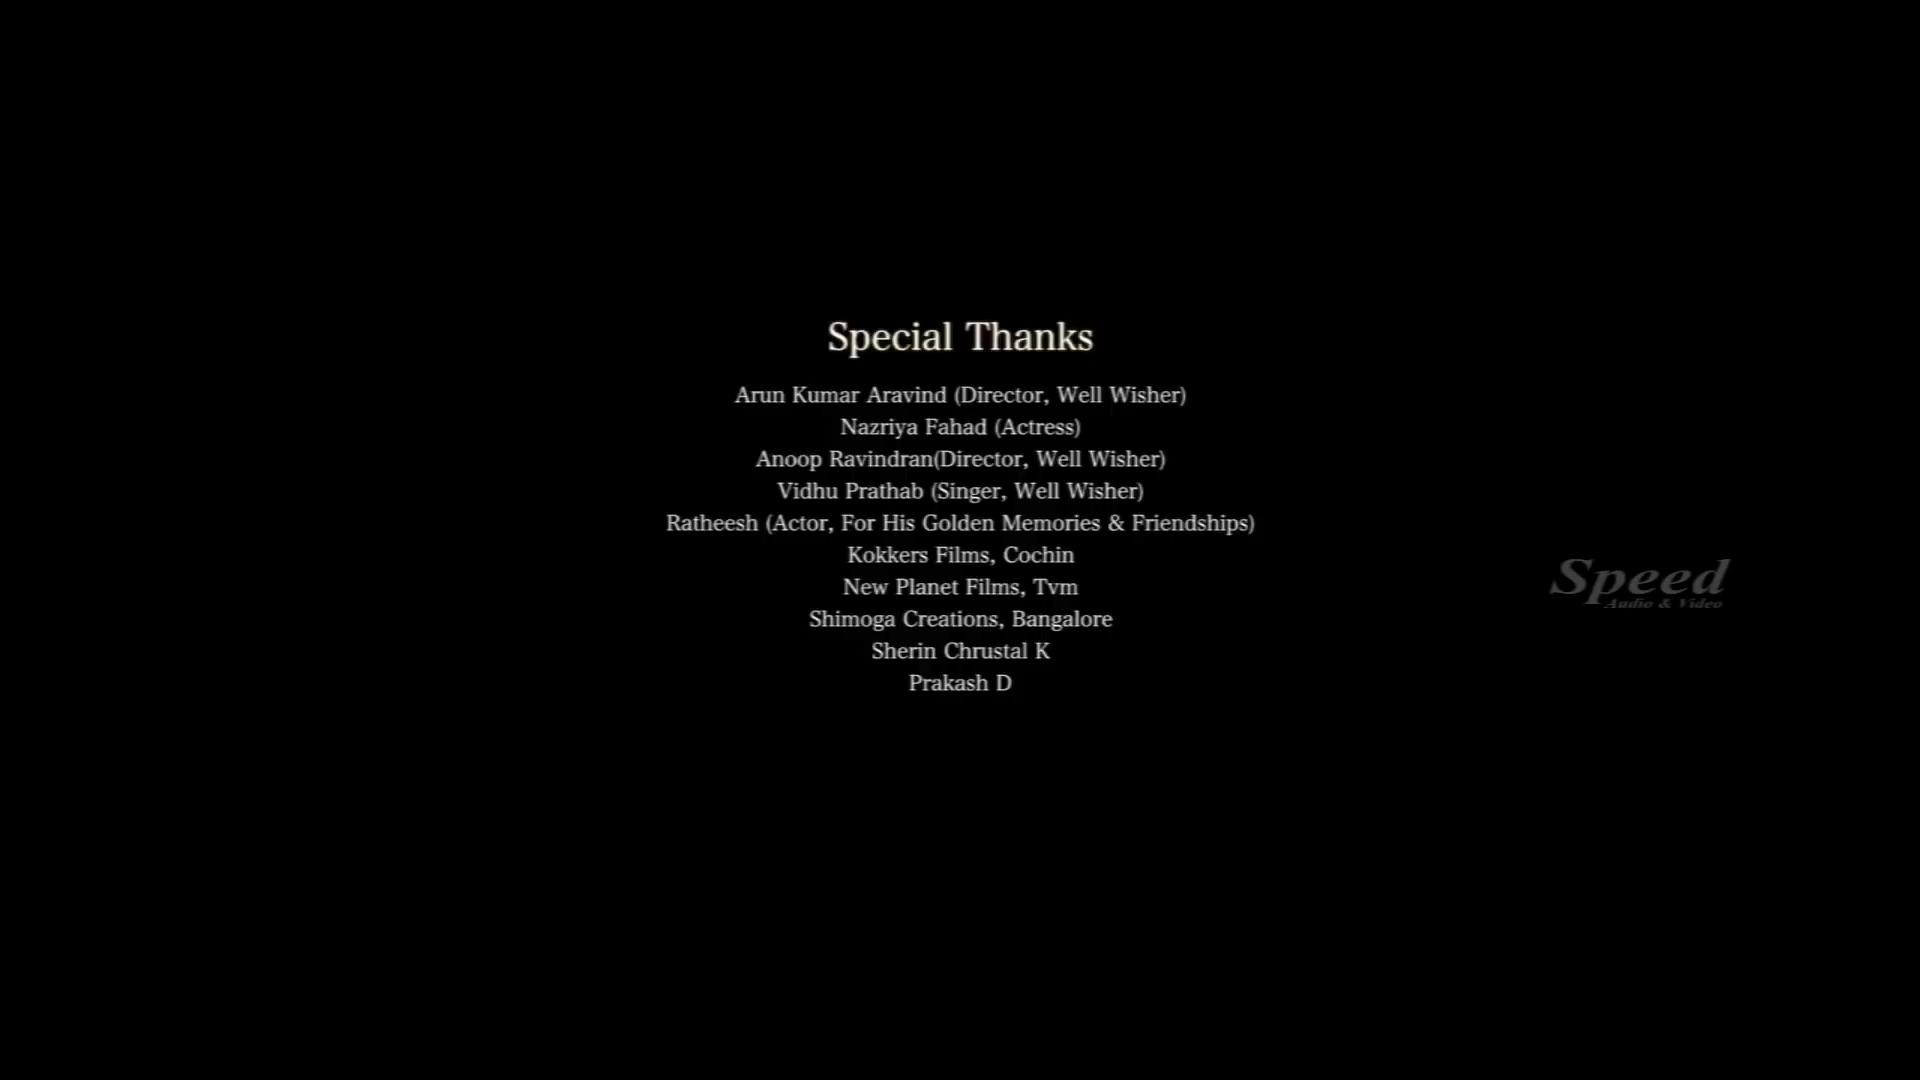 Special Thanks
Arun Kumar Aravind (Director, Well Wisher)
Nazriya Fahad (Actress)
Anoop Ravindran(Director, Well Wisher)
Vidhu Prathab (Singer, Well Wisher)
Ratheesh (Actor, For His Golden Memories & Friendships)
Kokkers Films, Cochin
New Planet Films, Tvm
Shimoga Creations, Bangalore
Sherin Chrustal K
Prakash D
Speed
Audio & Video